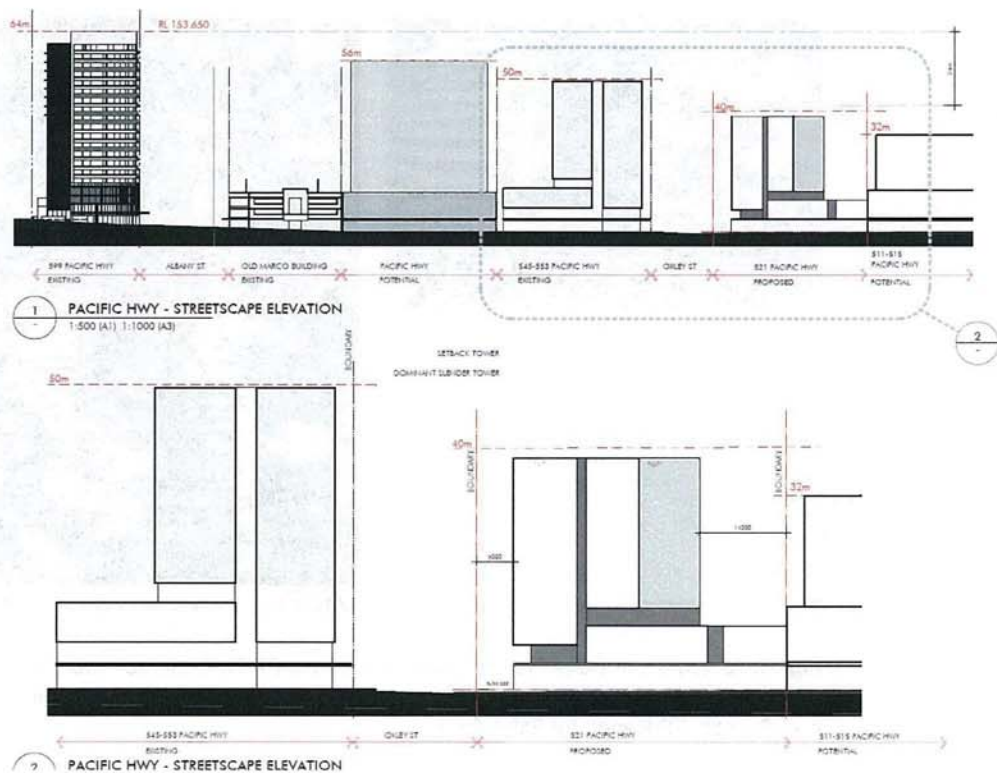 64m
RL 153.650
56m
50m
40m
32m
599 PACIFIC HWY
EXISTING
ALBANY ST
OLD MARCO BUILDING
EXISTING
PACIFIC HWY
POTENTIAL
545-553 PACIFIC HWY
EXISTING
OXLEY ST
521 PACIFIC HWY
PROPOSED
511-515
PACIFIC HWY
POTENTIAL
1
PACIFIC HWY - STREETSCAPE ELEVATION
1:500 (A1) 1:1000 (A3)
2
SETBACK TOWER
DOMINANT SLENDER TOWER
BOUNDARY
50m
40m
BOUNDARY
BOUNDARY
32m
545-553 PACIFIC HWY
EXISTING
OXLEY ST
521 PACIFIC HWY
PROPOSED
511-515 PACIFIC HWY
POTENTIAL
2
PACIFIC HWY - STREETSCAPE ELEVATION